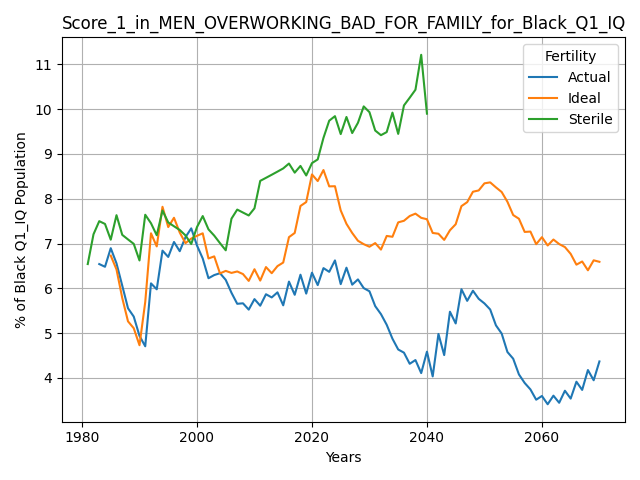 Score_1_in_MEN_OVERWORKING_BAD_FOR_FAMILY_for_Black_Q1_IQ
Fertility
Actual
Ideal
Sterile
% of Black Q1_IQ Population
11
10
9
8
7
6
5
4
1980
2000
2020
2040
2060
Years